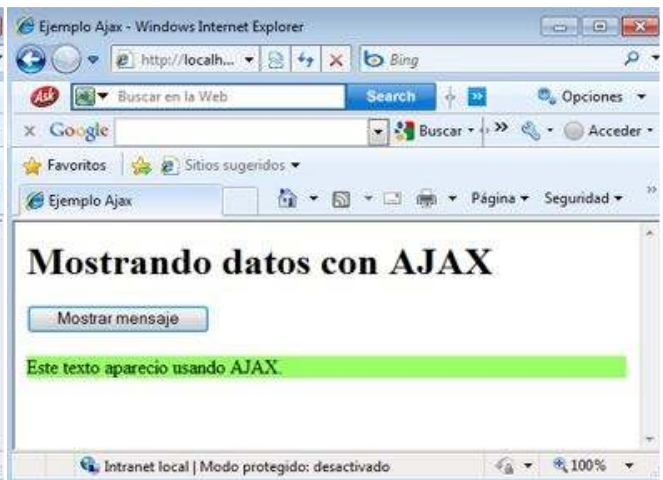 Ejemplo Ajax - Windows Internet Explorer
http://localh... Bing
Ask Buscar en la Web Search Opciones
x Google Buscar Acceder
Favoritos Sitios sugeridos
Ejemplo Ajax Página Seguridad
Mostrando datos con AJAX
Mostrar mensaje
Este texto aparecio usando AJAX.
Intranet local | Modo protegido: desactivado 100%